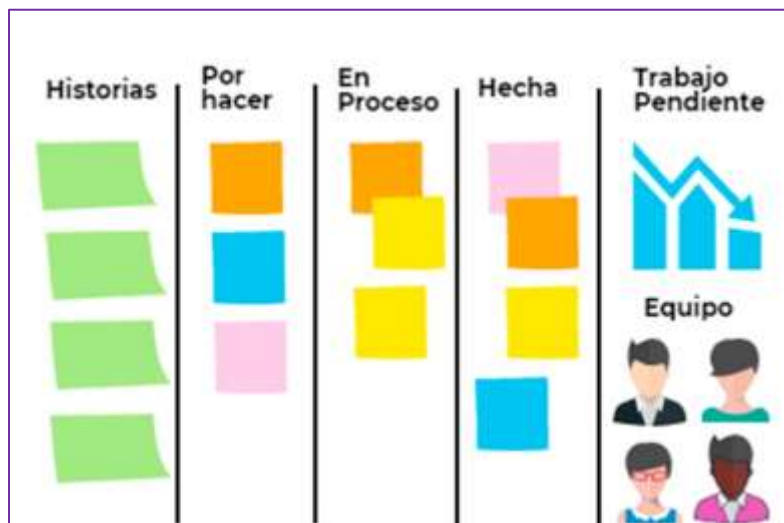 Historias
Por
hacer
En
Proceso
Hecha
Trabajo
Pendiente
Equipo